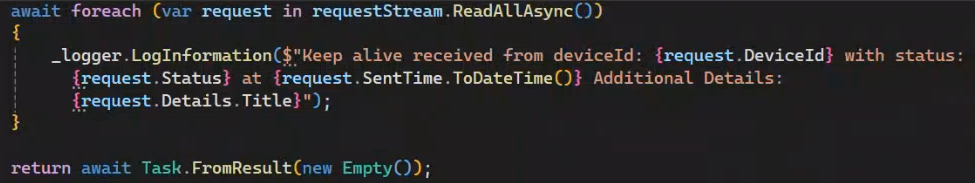 await foreach (var request in requestStream.ReadAllAsync())
{
_logger.LogInformation($"Keep alive received from deviceId: {request.DeviceId} with status:
{request.Status} at {request.SentTime.ToDateTime()} Additional Details:
{request.Details.Title}");
}
return await Task.FromResult(new Empty());